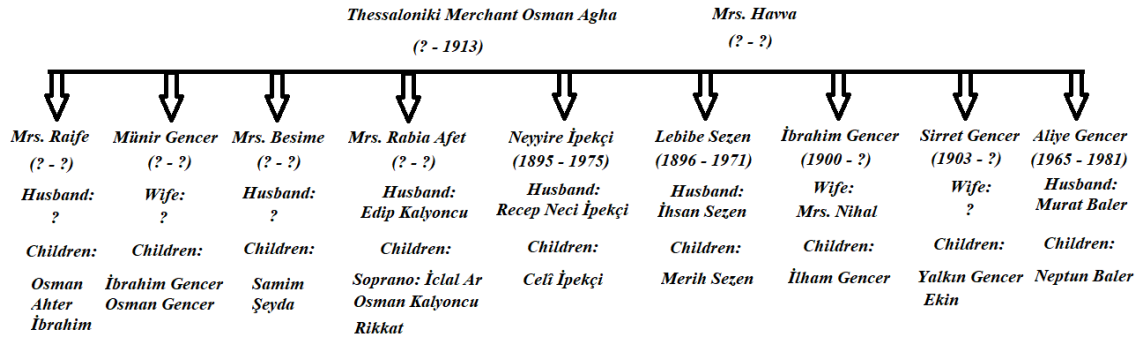 Thessaloniki Merchant Osman Agha
(? - 1913)
Mrs. Havva
(? - ?)
Mrs. Raife
(? - ?)
Husband:
?
Children:
Osman
Ahter
İbrahim
Münir Gencer
(? - ?)
Wife:
?
Children:
İbrahim Gencer
Osman Gencer
Mrs. Besime
(? - ?)
Husband:
?
Children:
Samim
Şeyda
Mrs. Rabia Afet
(? - ?)
Husband:
Edip Kalyoncu
Children:
Soprano: İclal Ar
Osman Kalyoncu
Rikkat
Neyyire İpekçi
(1895 - 1975)
Husband:
Recep Neci İpekçi
Children:
Celî İpekçi
Lebibe Sezen
(1896 - 1971)
Husband:
İhsan Sezen
Children:
Merih Sezen
İbrahim Gencer
(1900 - ?)
Wife:
Mrs. Nihal
Children:
İlham Gencer
Sirret Gencer
(1903 - ?)
Wife:
?
Children:
Yalkın Gencer
Ekin
Aliye Gencer
(1965 - 1981)
Husband:
Murat Baler
Children:
Neptun Baler